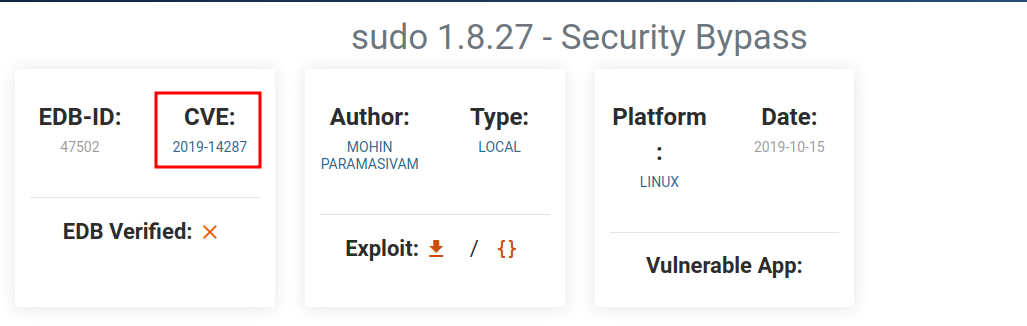 sudo 1.8.27 - Security Bypass
EDB-ID:
47502
CVE:
2019-14287
EDB Verified:
Author:
MOHIN
PARAMASIVAM
Type:
LOCAL
Exploit: /  {}
Platform
:
LINUX
Date:
2019-10-15
Vulnerable App: